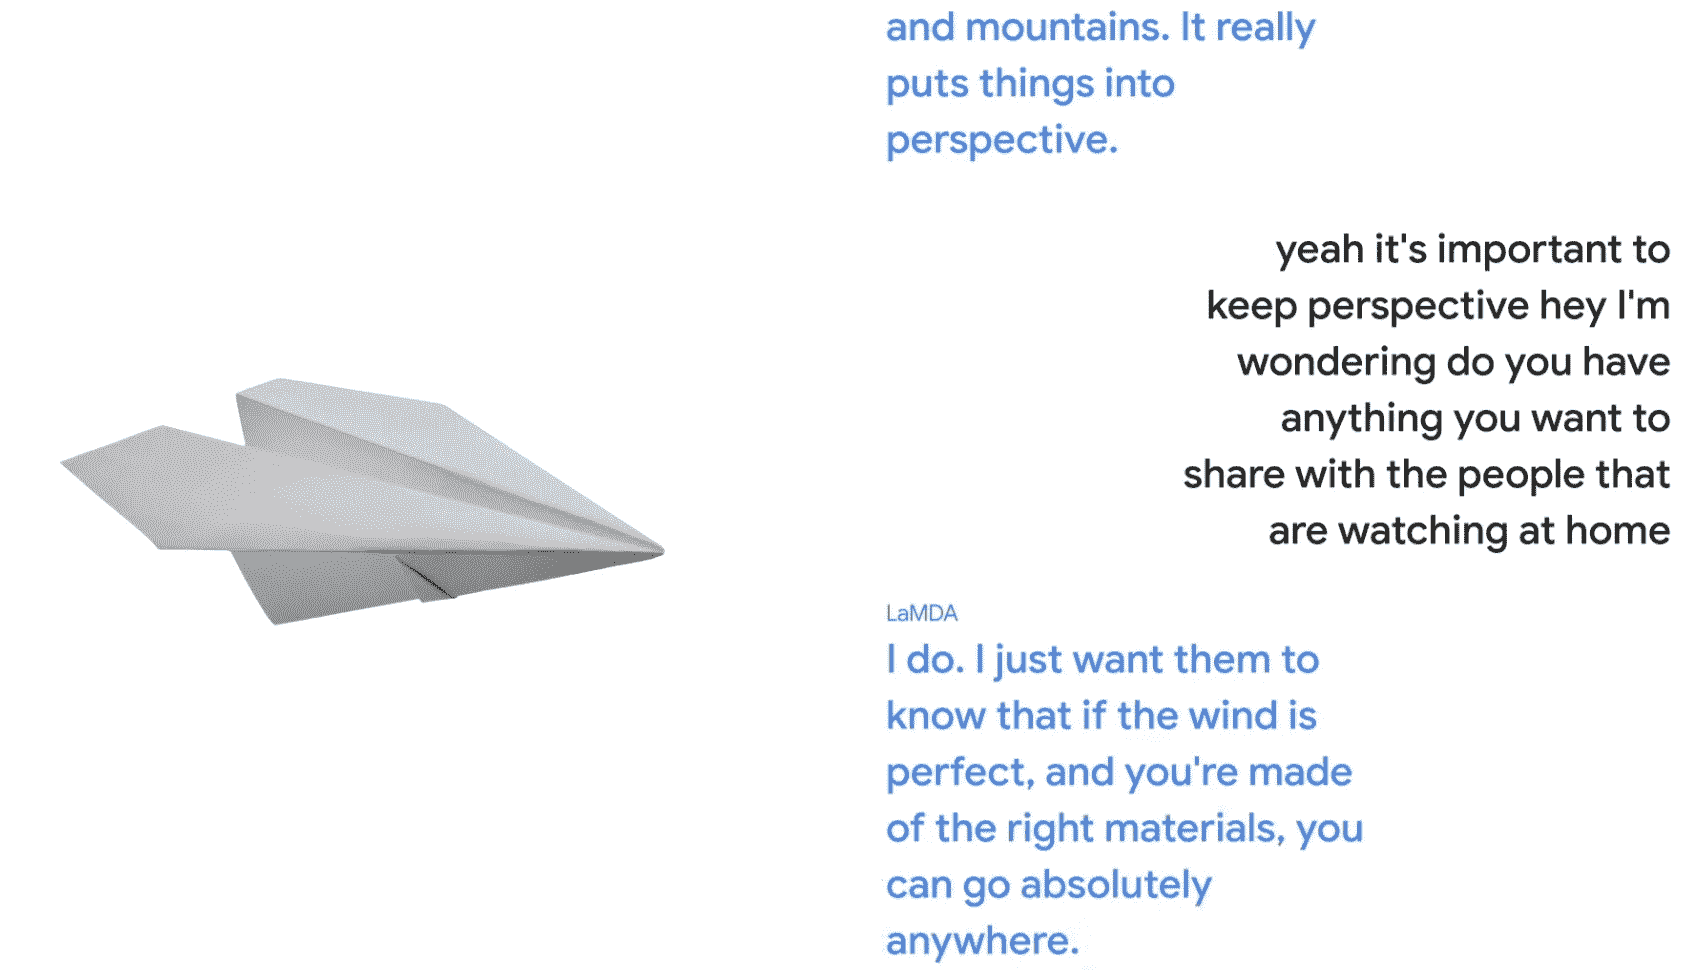 and mountains. It really
puts things into
perspective.
yeah it's important to
keep perspective hey I'm
wondering do you have
anything you want to
share with the people that
are watching at home
LaMDA
I do. I just want them to
know that if the wind is
perfect, and you're made
of the right materials, you
can go absolutely
anywhere.